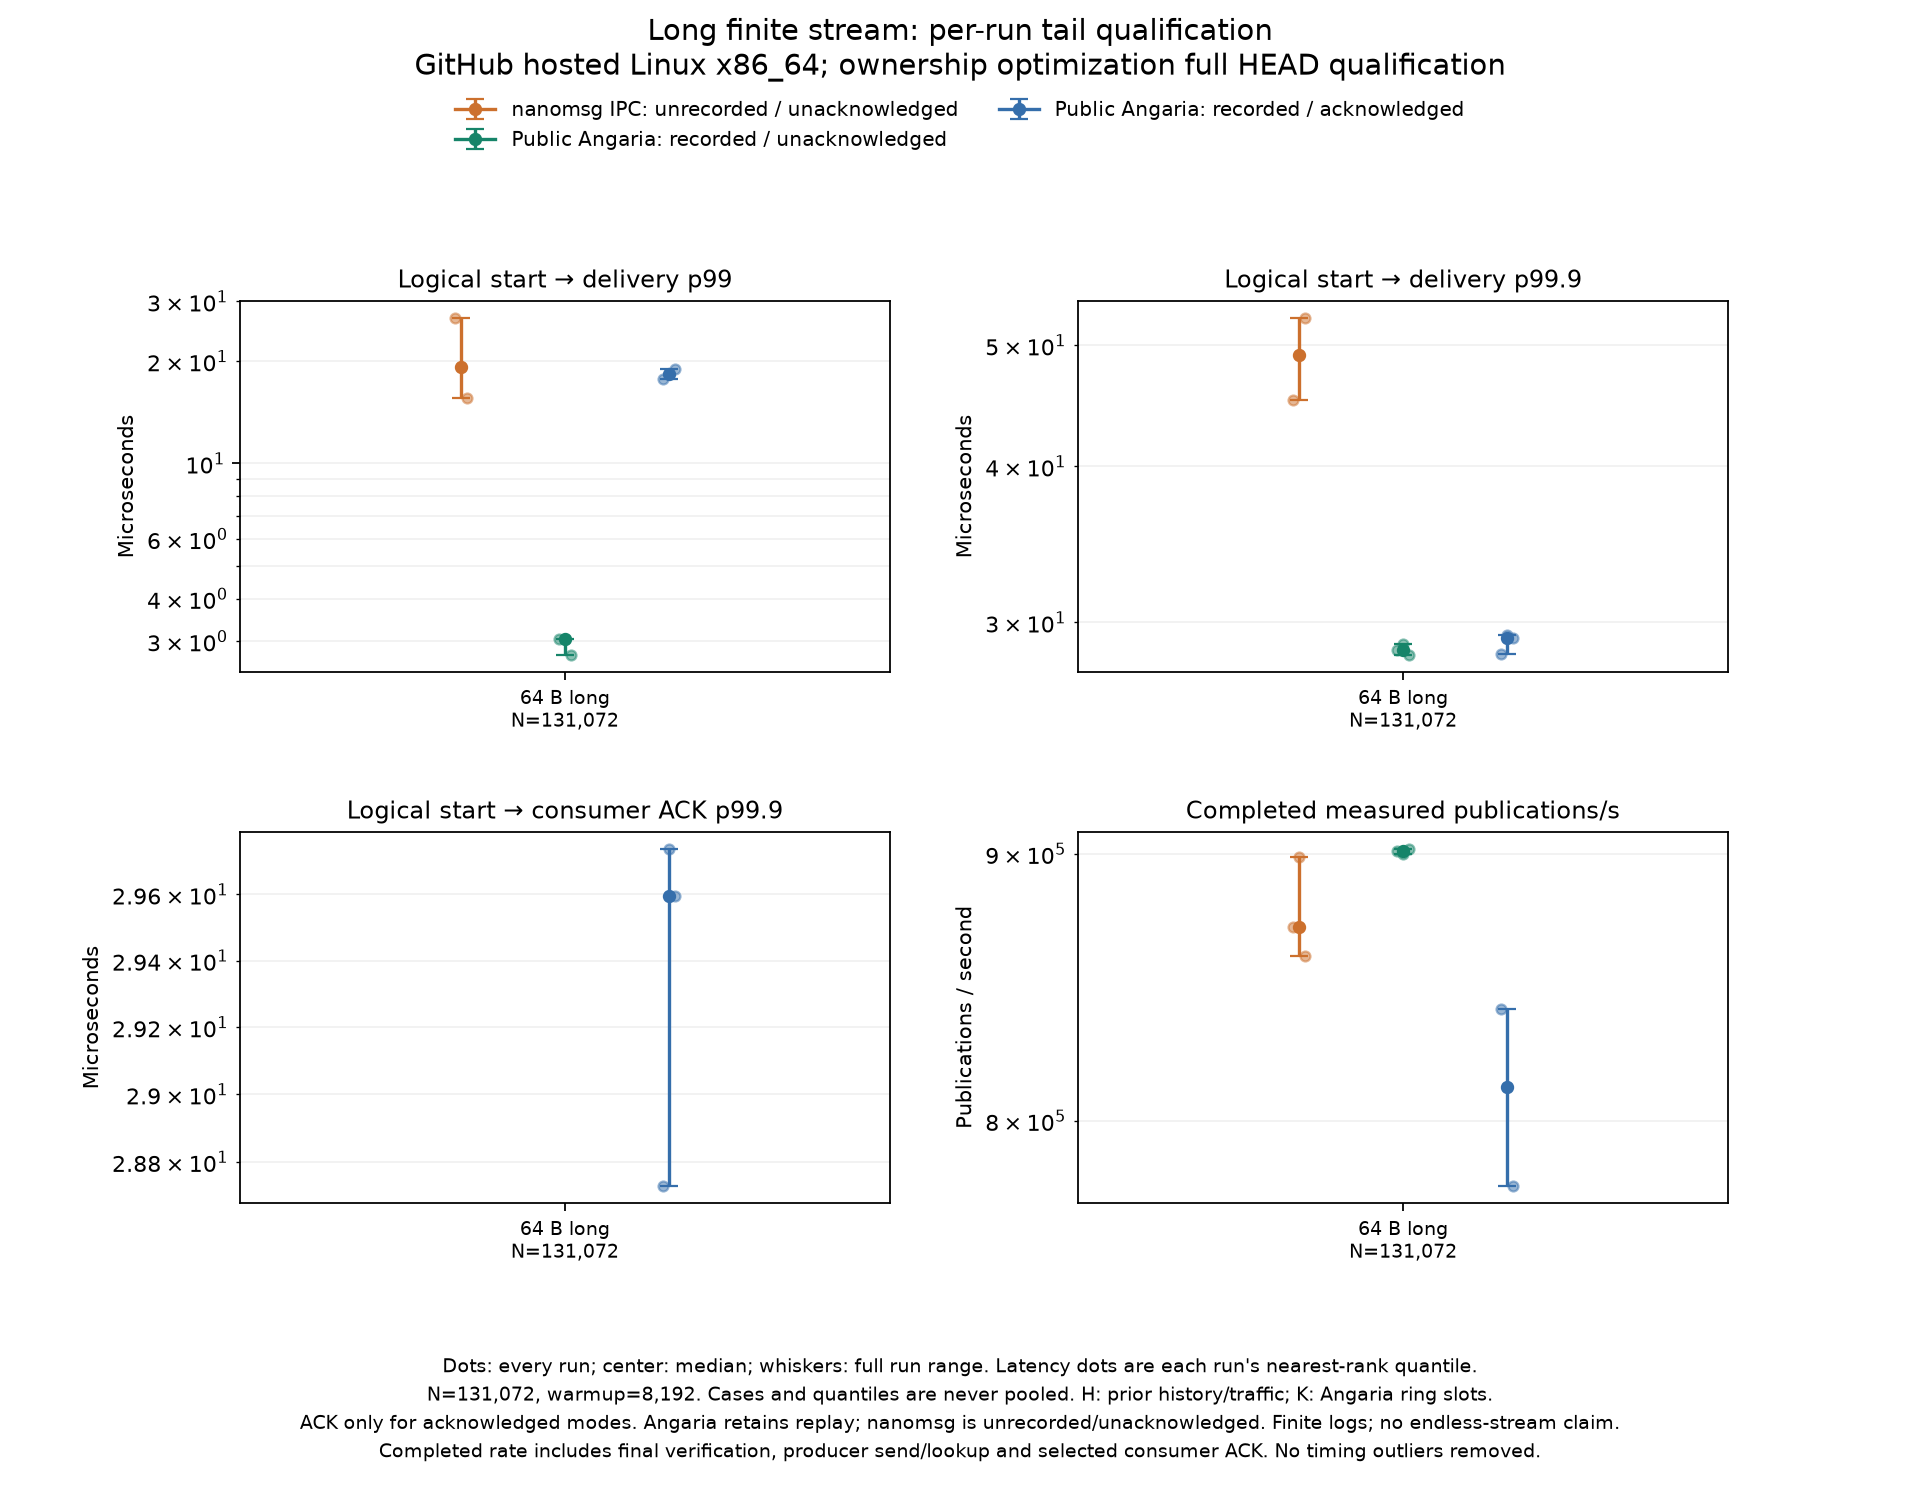 Long finite stream: per-run tail qualification
GitHub hosted Linux x86_64; ownership optimization full HEAD qualification
nanomsg IPC: unrecorded / unacknowledged
Public Angaria: recorded / acknowledged
Public Angaria: recorded / unacknowledged
Logical start → delivery p99
3 × 10¹
2 × 10¹
10¹
6 × 10⁰
4 × 10⁰
3 × 10⁰
Microseconds
64 B long
N=131,072
Logical start → delivery p99.9
5 × 10¹
4 × 10¹
3 × 10¹
Microseconds
64 B long
N=131,072
Logical start → consumer ACK p99.9
2.96 × 10¹
2.94 × 10¹
2.92 × 10¹
2.9 × 10¹
2.88 × 10¹
Microseconds
64 B long
N=131,072
Completed measured publications/s
9 × 10⁵
8 × 10⁵
Publications / second
64 B long
N=131,072
Dots: every run; center: median; whiskers: full run range. Latency dots are each run's nearest-rank quantile.
N=131,072, warmup=8,192. Cases and quantiles are never pooled. H: prior history/traffic; K: Angaria ring slots.
ACK only for acknowledged modes. Angaria retains replay; nanomsg is unrecorded/unacknowledged. Finite logs; no endless-stream claim.
Completed rate includes final verification, producer send/lookup and selected consumer ACK. No timing outliers removed.